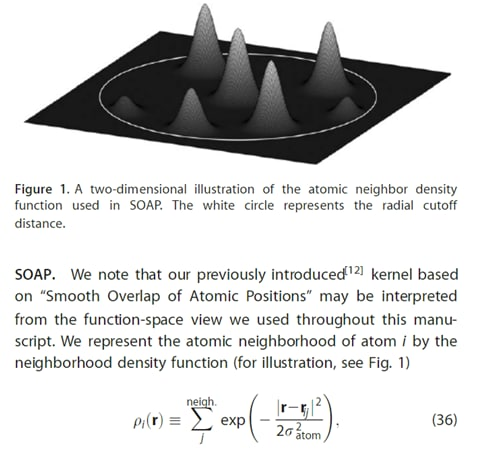 Figure 1. A two-dimensional illustration of the atomic neighbor density
function used in SOAP. The white circle represents the radial cutoff
distance.
SOAP. We note that our previously introduced[12] kernel based
on “Smooth Overlap of Atomic Positions” may be interpreted
from the function-space view we used throughout this manu-
script. We represent the atomic neighborhood of atom i by the
neighborhood density function (for illustration, see Fig. 1)
ρᵢ(r) ≡ ∑ⱼ^neigh. exp(−|r−rⱼ|²/2σ²atom). (36)